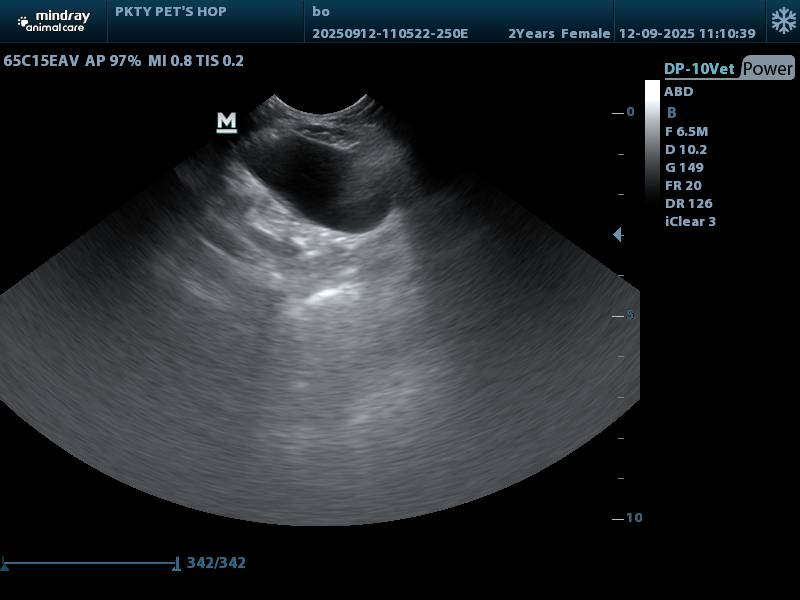 mindray
animalcare
PKTY PET'S HOP
bo
20250912-110522-250E
2Years Female
12-09-2025 11:10:39
65C15EAV AP 97% MI 0.8 TIS 0.2
DP-10Vet
Power
ABD
B
F 6.5M
D 10.2
G 149
FR 20
DR 126
iClear 3
M
0
5
10
342/342